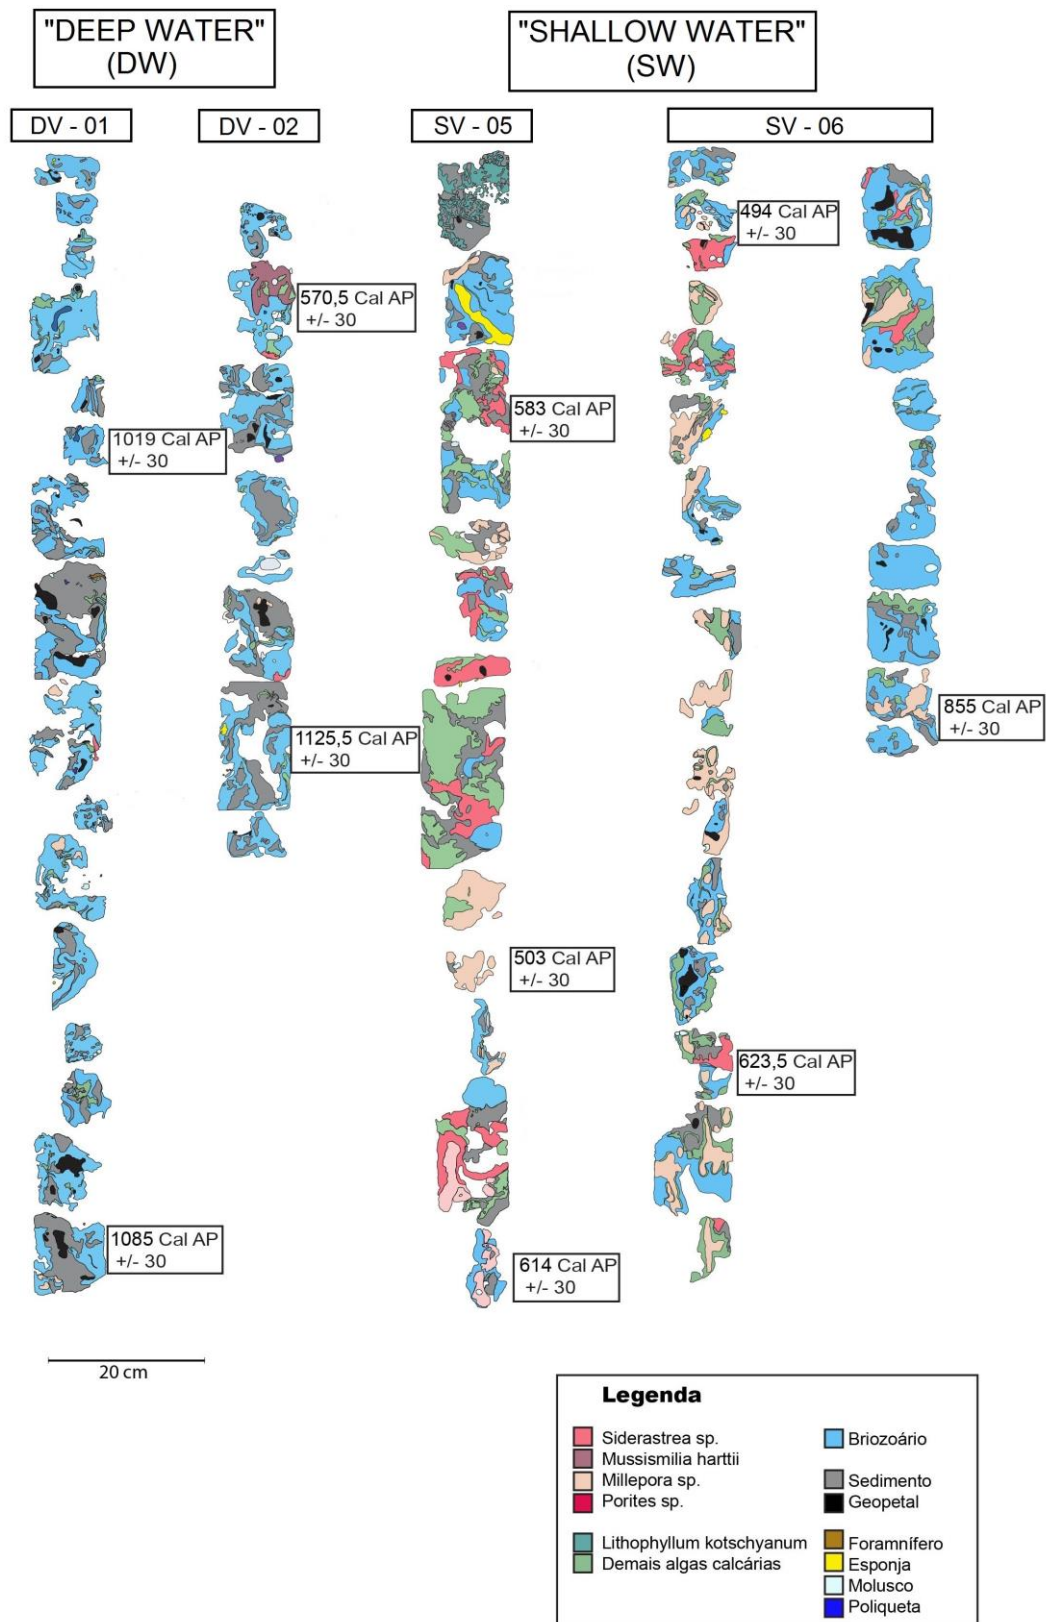 "DEEP WATER"
(DW)
"SHALLOW WATER"
(SW)
DV - 01
DV - 02
SV - 05
SV - 06
494 Cal AP
+/- 30
570,5 Cal AP
+/- 30
583 Cal AP
+/- 30
1019 Cal AP
+/- 30
855 Cal AP
+/- 30
1125,5 Cal AP
+/- 30
503 Cal AP
+/- 30
623,5 Cal AP
+/- 30
1085 Cal AP
+/- 30
614 Cal AP
+/- 30
20 cm
Legenda
Siderastrea sp.
Mussismilia harttii
Millepora sp.
Porites sp.
Lithophyllum kotschyanum
Demais algas calcárias
Briozoário
Sedimento
Geopetal
Foramnífero
Esponja
Molusco
Poliqueta